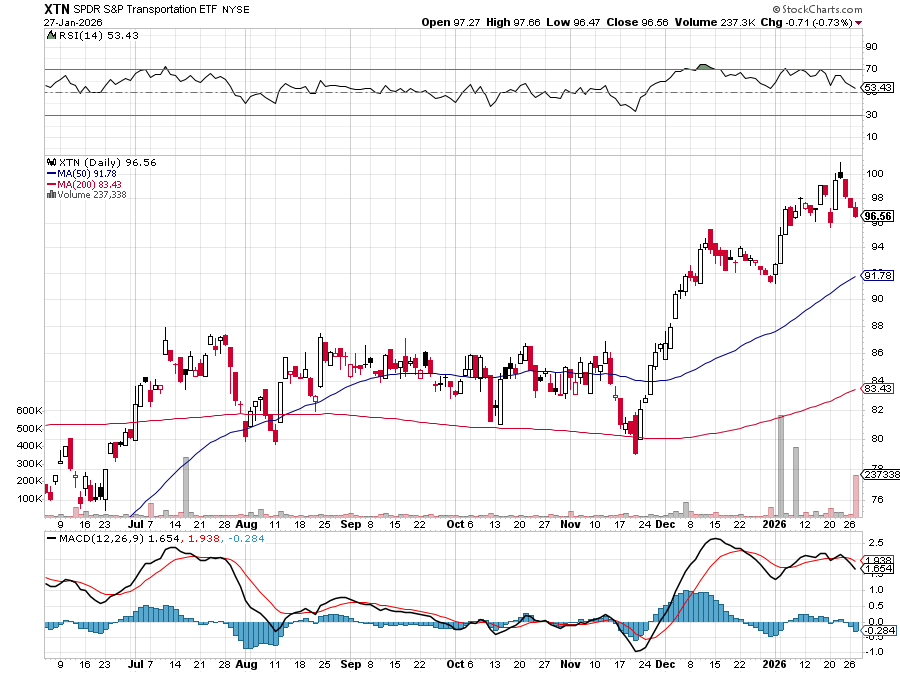 XTN SPDR S&P Transportation ETF NYSE
© StockCharts.com
27-Jan-2026
Open 97.27 High 97.66 Low 96.47 Close 96.56 Volume 237.3K Chg -0.71 (-0.73%)
RSI(14) 53.43
90
70
53.43
50
30
10
XTN (Daily) 96.56
MA(50) 91.78
MA(200) 83.43
Volume 237,338
100
98
96.56
96
94
92
91.78
90
88
86
84
83.43
82
80
78
76
600K
500K
400K
300K
200K
100K
237338
9 16 23 Jul 7 14 21 28 Aug 11 18 25 Sep 8 15 22 Oct 6 13 20 27 Nov 10 17 24 Dec 8 15 22 2026 12 20 26
MACD(12,26,9) 1.654, 1.938, -0.284
2.5
1.938
1.654
1.5
1.0
0.5
0.0
-0.284
-0.5
-1.0
9 16 23 Jul 7 14 21 28 Aug 11 18 25 Sep 8 15 22 Oct 6 13 20 27 Nov 10 17 24 Dec 8 15 22 2026 12 20 26